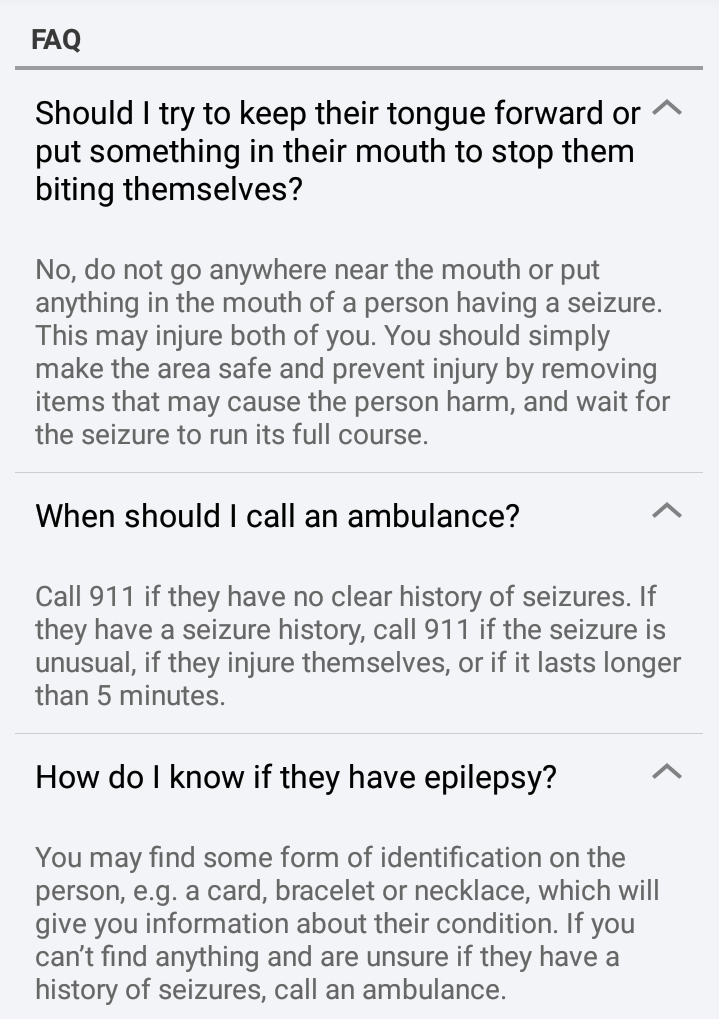 FAQ
Should I try to keep their tongue forward or
put something in their mouth to stop them
biting themselves?
No, do not go anywhere near the mouth or put
anything in the mouth of a person having a seizure.
This may injure both of you. You should simply
make the area safe and prevent injury by removing
items that may cause the person harm, and wait for
the seizure to run its full course.
When should I call an ambulance?
Call 911 if they have no clear history of seizures. If
they have a seizure history, call 911 if the seizure is
unusual, if they injure themselves, or if it lasts longer
than 5 minutes.
How do I know if they have epilepsy?
You may find some form of identification on the
person, e.g. a card, bracelet or necklace, which will
give you information about their condition. If you
can't find anything and are unsure if they have a
history of seizures, call an ambulance.